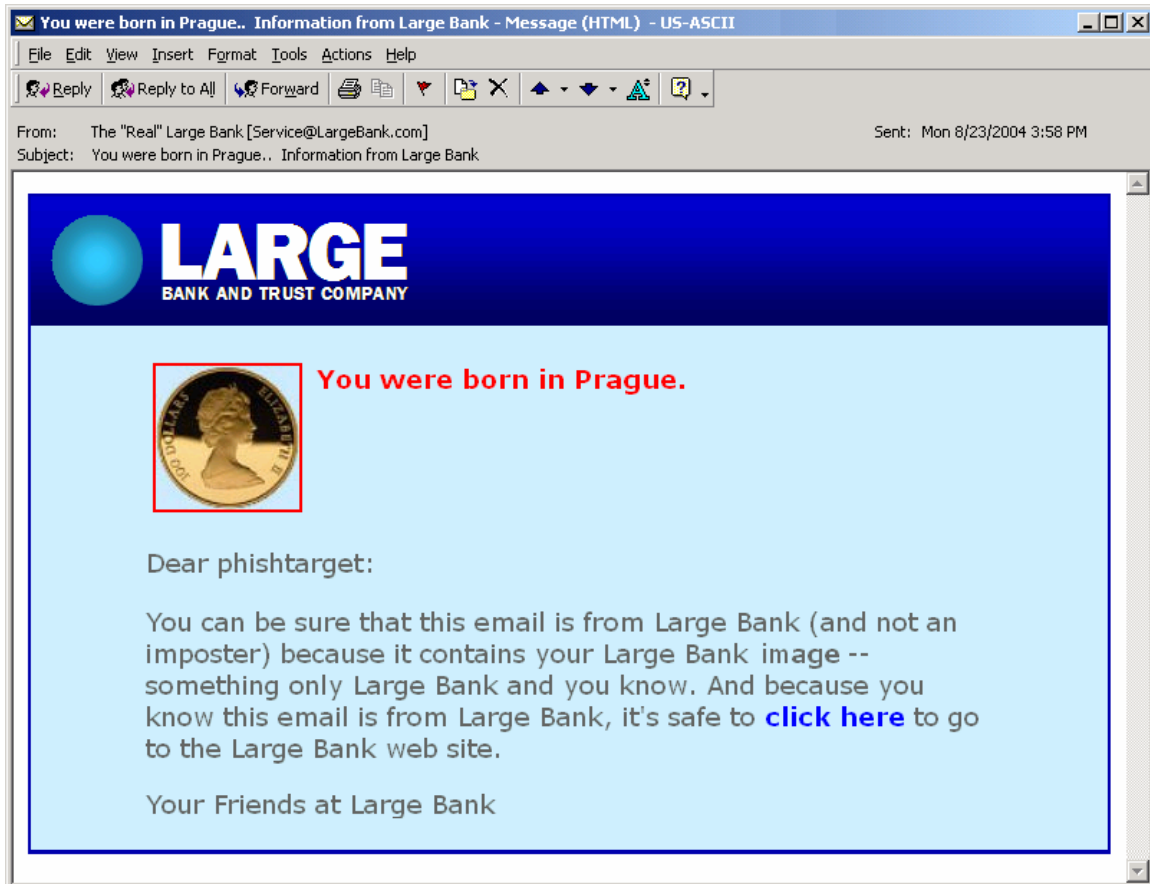 You were born in Prague.. Information from Large Bank - Message (HTML) - US-ASCII
File Edit View Insert Format Tools Actions Help
Reply Reply to All Forward
From: The "Real" Large Bank [Service@LargeBank.com] Sent: Mon 8/23/2004 3:58 PM
Subject: You were born in Prague.. Information from Large Bank
LARGE
BANK AND TRUST COMPANY
You were born in Prague.
100 DOLLARS ELIZABETH II
Dear phishtarget:
You can be sure that this email is from Large Bank (and not an
imposter) because it contains your Large Bank image --
something only Large Bank and you know. And because you
know this email is from Large Bank, it's safe to click here to go
to the Large Bank web site.
Your Friends at Large Bank